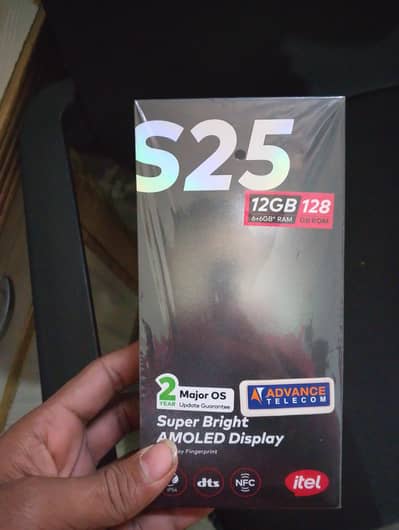 S25
12GB 128
6+6GB* RAM GB ROM
2 Major OS
YEAR Update Guarantee
ADVANCE
TELECOM
Super Bright
AMOLED Display
Fingerprint
dts NFC
itel